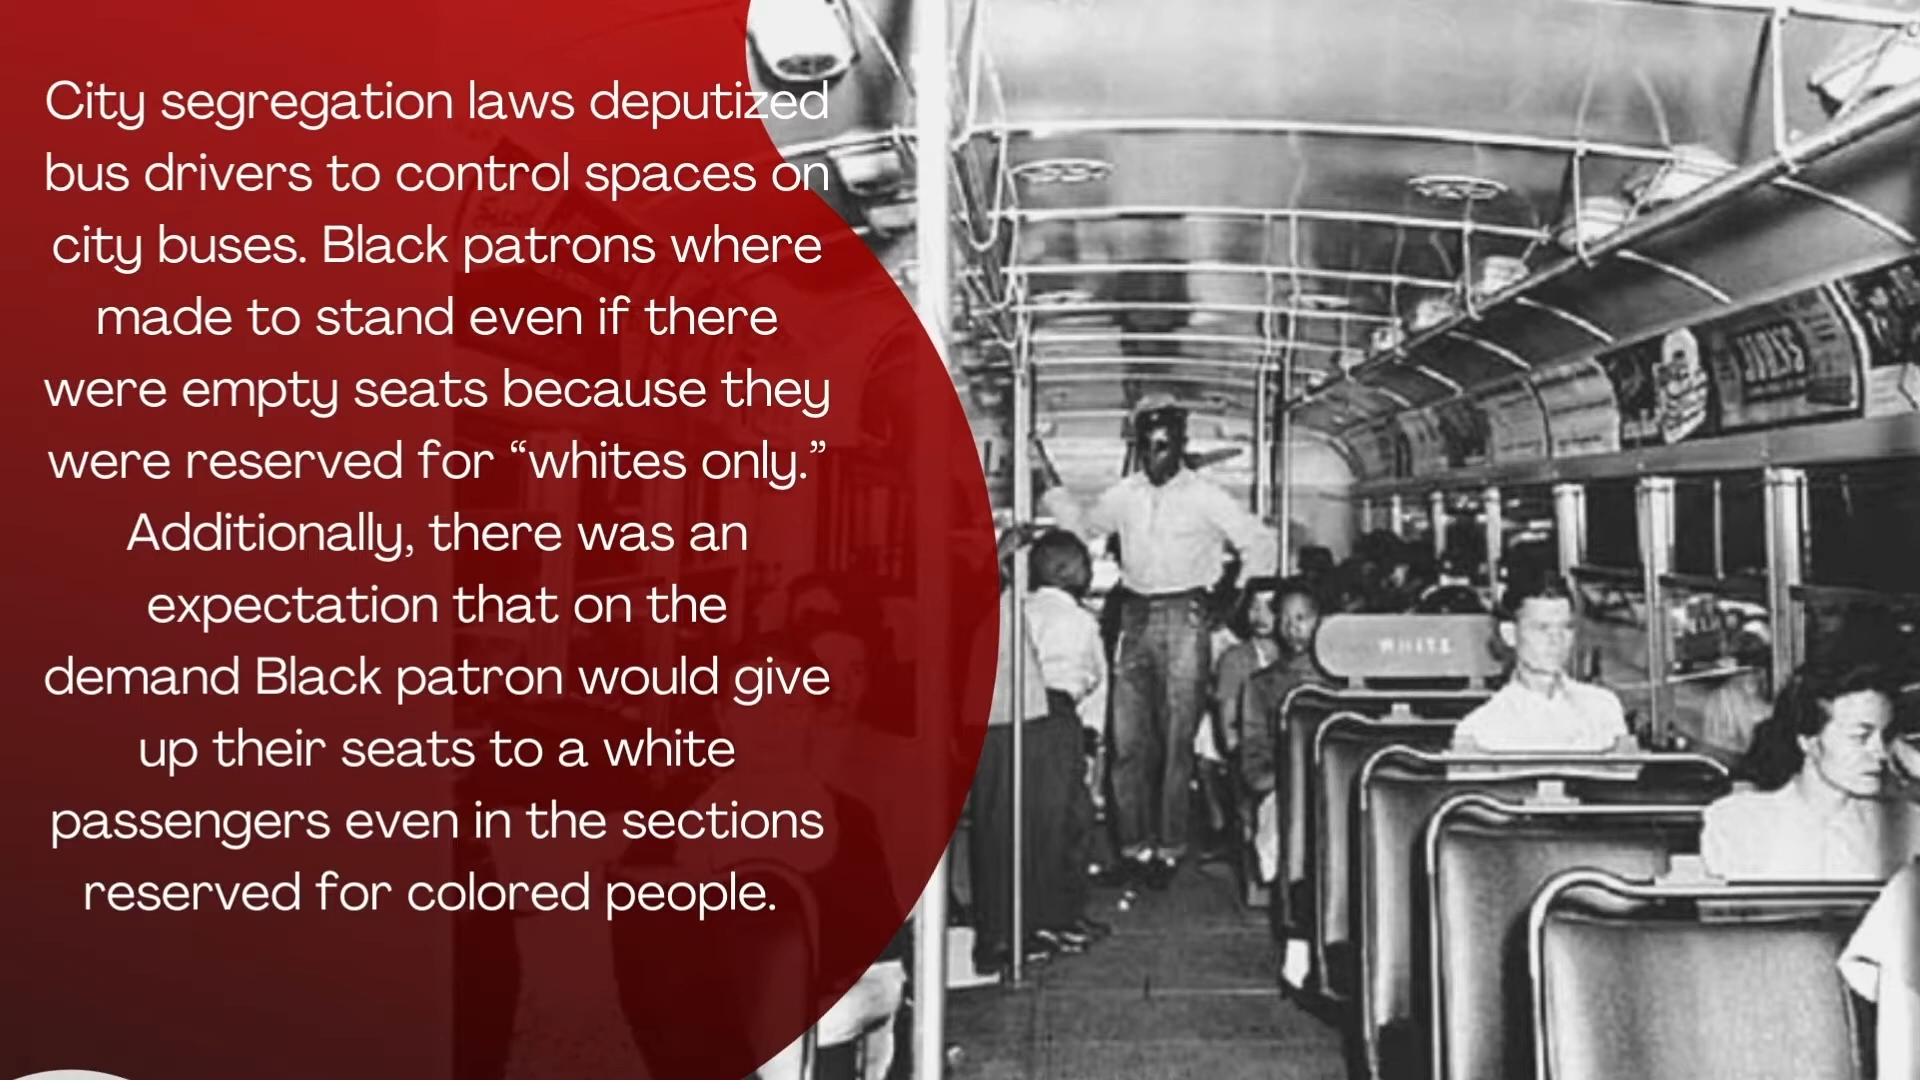 City segregation laws deputized
bus drivers to control spaces on
city buses. Black patrons where
made to stand even if there
were empty seats because they
were reserved for “whites only.”
Additionally, there was an
expectation that on the
demand Black patron would give
up their seats to a white
passengers even in the sections
reserved for colored people.
WHITE